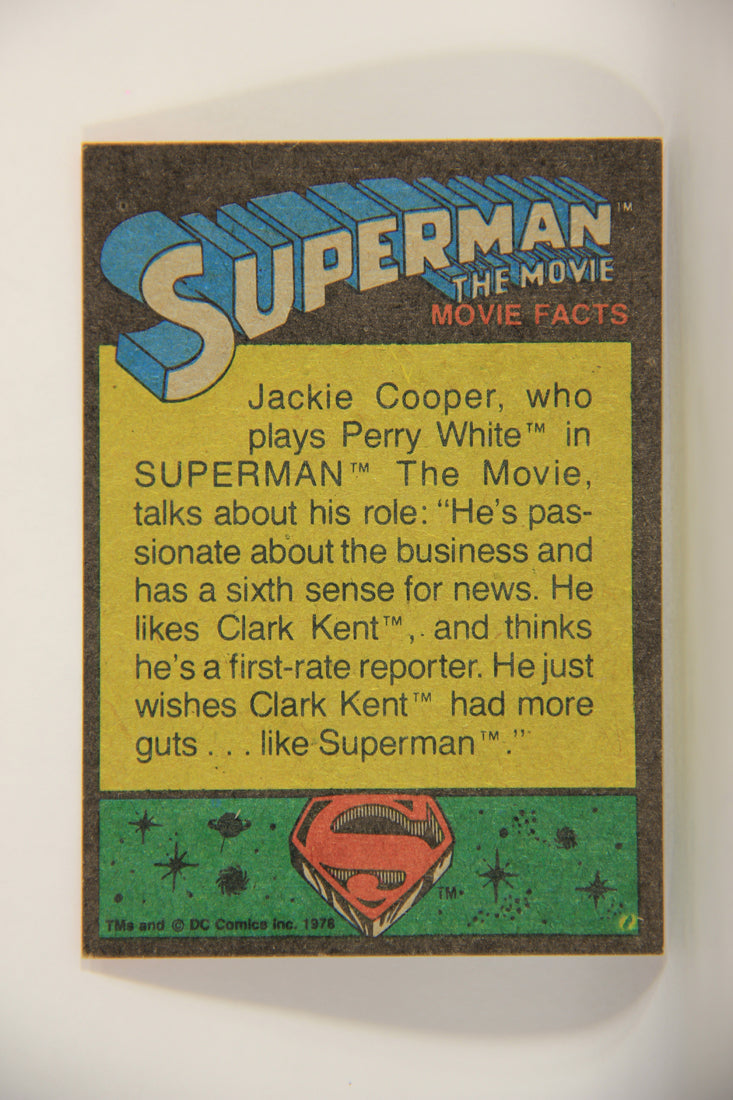 SUPERMAN™
THE MOVIE
MOVIE FACTS
Jackie Cooper, who
plays Perry White™ in
SUPERMAN™ The Movie,
talks about his role: “He’s pas-
sionate about the business and
has a sixth sense for news. He
likes Clark Kent™, and thinks
he’s a first-rate reporter. He just
wishes Clark Kent™ had more
guts . . . like Superman™.”
S
TM
TMs and © DC Comics Inc. 1978